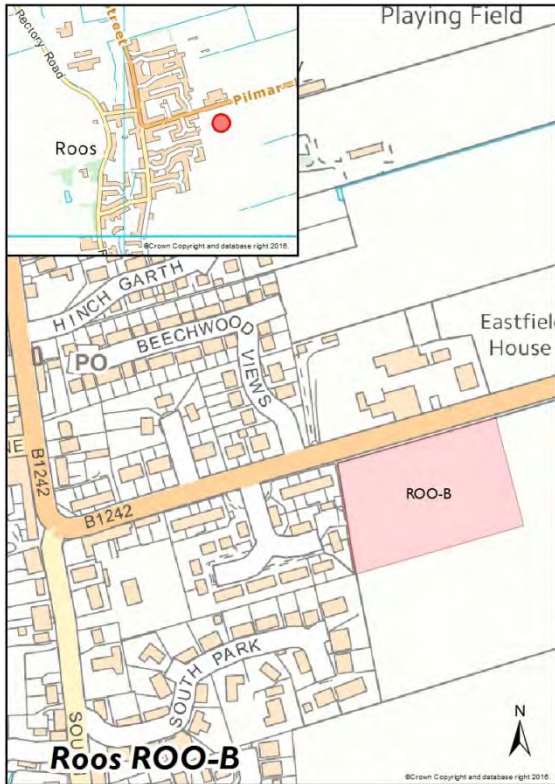 Street
Rectory Road
Pilmar
Roos
©Crown Copyright and database right 2016.
Playing Field
HINCH GARTH
BEECHWOOD
VIEWS
PO
Eastfield
House
B1242
B1242
ROO-B
SOUTH PARK
SOU
N
Roos ROO-B
©Crown Copyright and database right 2016.